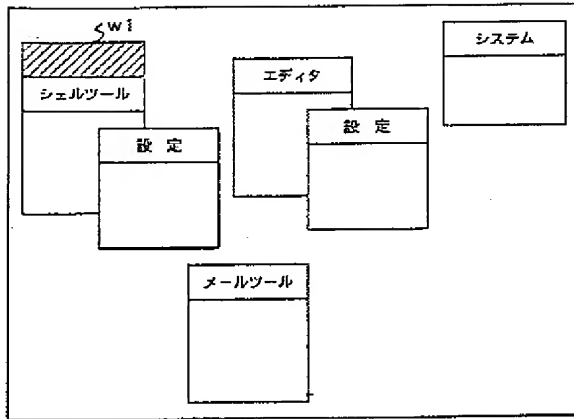 w1
システム
シェルツール
エディタ
設 定
設 定
メールツール